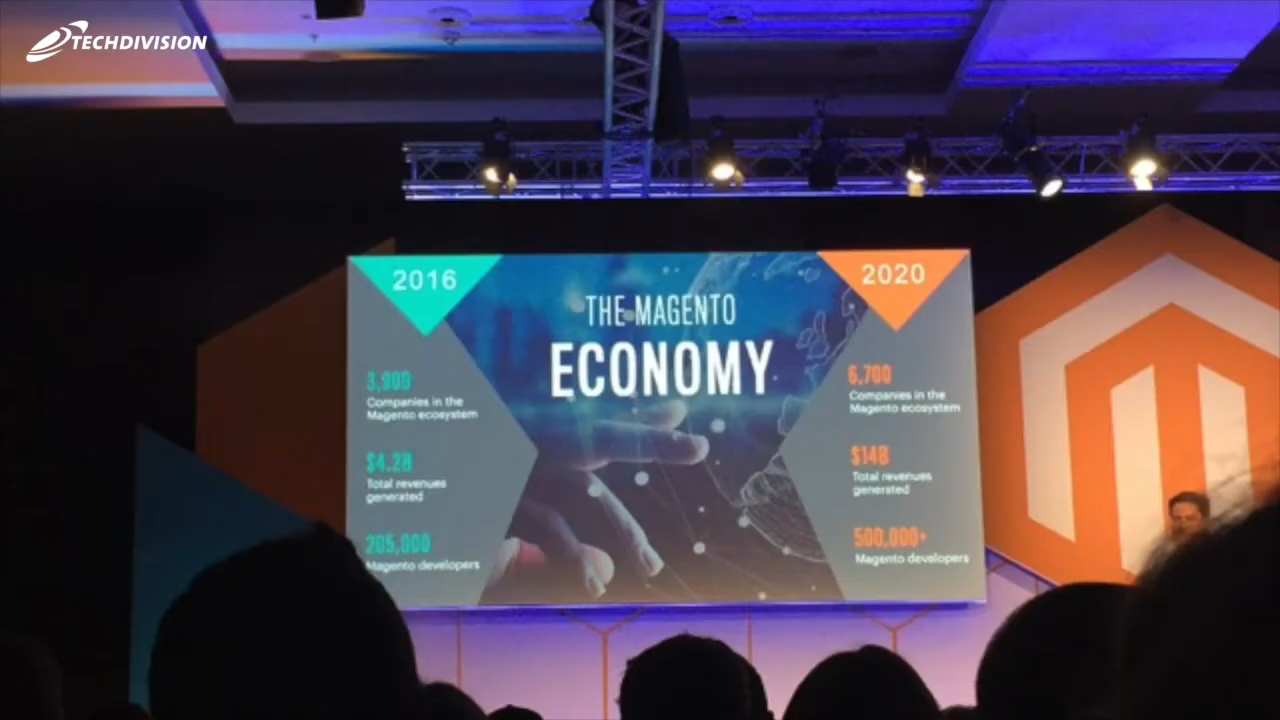 TECHDIVISION
2016
THE MAGENTO
ECONOMY
2020
3,900
Companies in the
Magento ecosystem
$4.2B
Total revenues
generated
205,000
Magento developers
6,700
Companies in the
Magento ecosystem
$14B
Total revenues
generated
500,000+
Magento developers